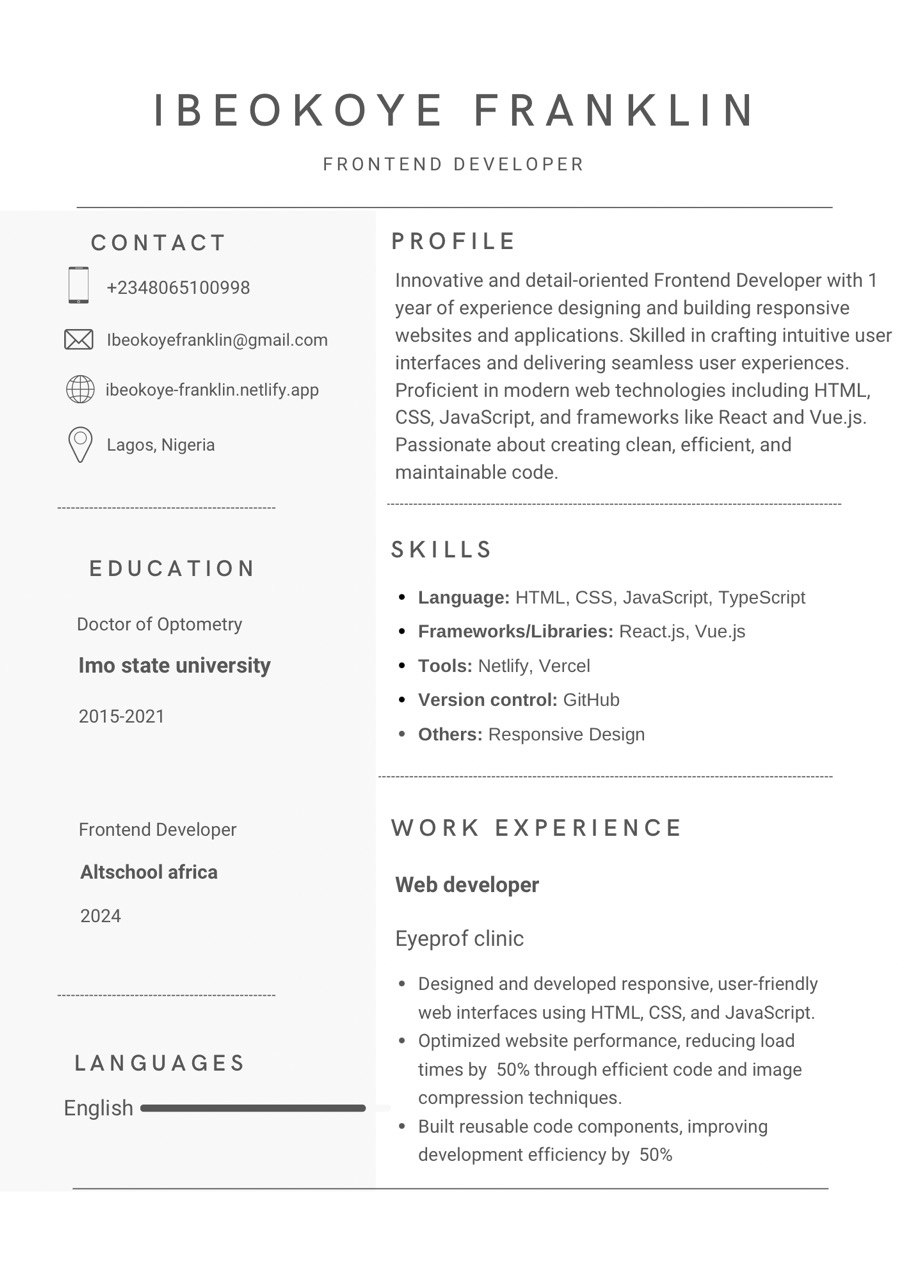 IBEOKOYE FRANKLIN
FRONTEND DEVELOPER
CONTACT
+2348065100998
Ibeokoyefranklin@gmail.com
ibeokoye-franklin.netlify.app
Lagos, Nigeria
EDUCATION
Doctor of Optometry
Imo state university
2015-2021
Frontend Developer
Altschool africa
2024
LANGUAGES
English
PROFILE
Innovative and detail-oriented Frontend Developer with 1
year of experience designing and building responsive
websites and applications. Skilled in crafting intuitive user
interfaces and delivering seamless user experiences.
Proficient in modern web technologies including HTML,
CSS, JavaScript, and frameworks like React and Vue.js.
Passionate about creating clean, efficient, and
maintainable code.
SKILLS
• Language: HTML, CSS, JavaScript, TypeScript
• Frameworks/Libraries: React.js, Vue.js
• Tools: Netlify, Vercel
• Version control: GitHub
• Others: Responsive Design
WORK EXPERIENCE
Web developer
Eyeprof clinic
• Designed and developed responsive, user-friendly
web interfaces using HTML, CSS, and JavaScript.
• Optimized website performance, reducing load
times by  50% through efficient code and image
compression techniques.
• Built reusable code components, improving
development efficiency by  50%